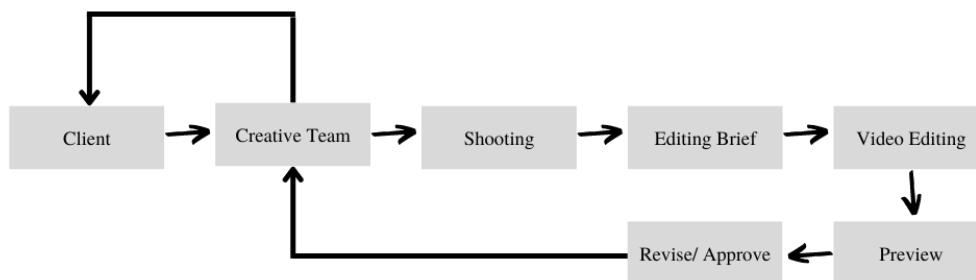 Client
Creative Team
Shooting
Editing Brief
Video Editing
Revise/ Approve
Preview